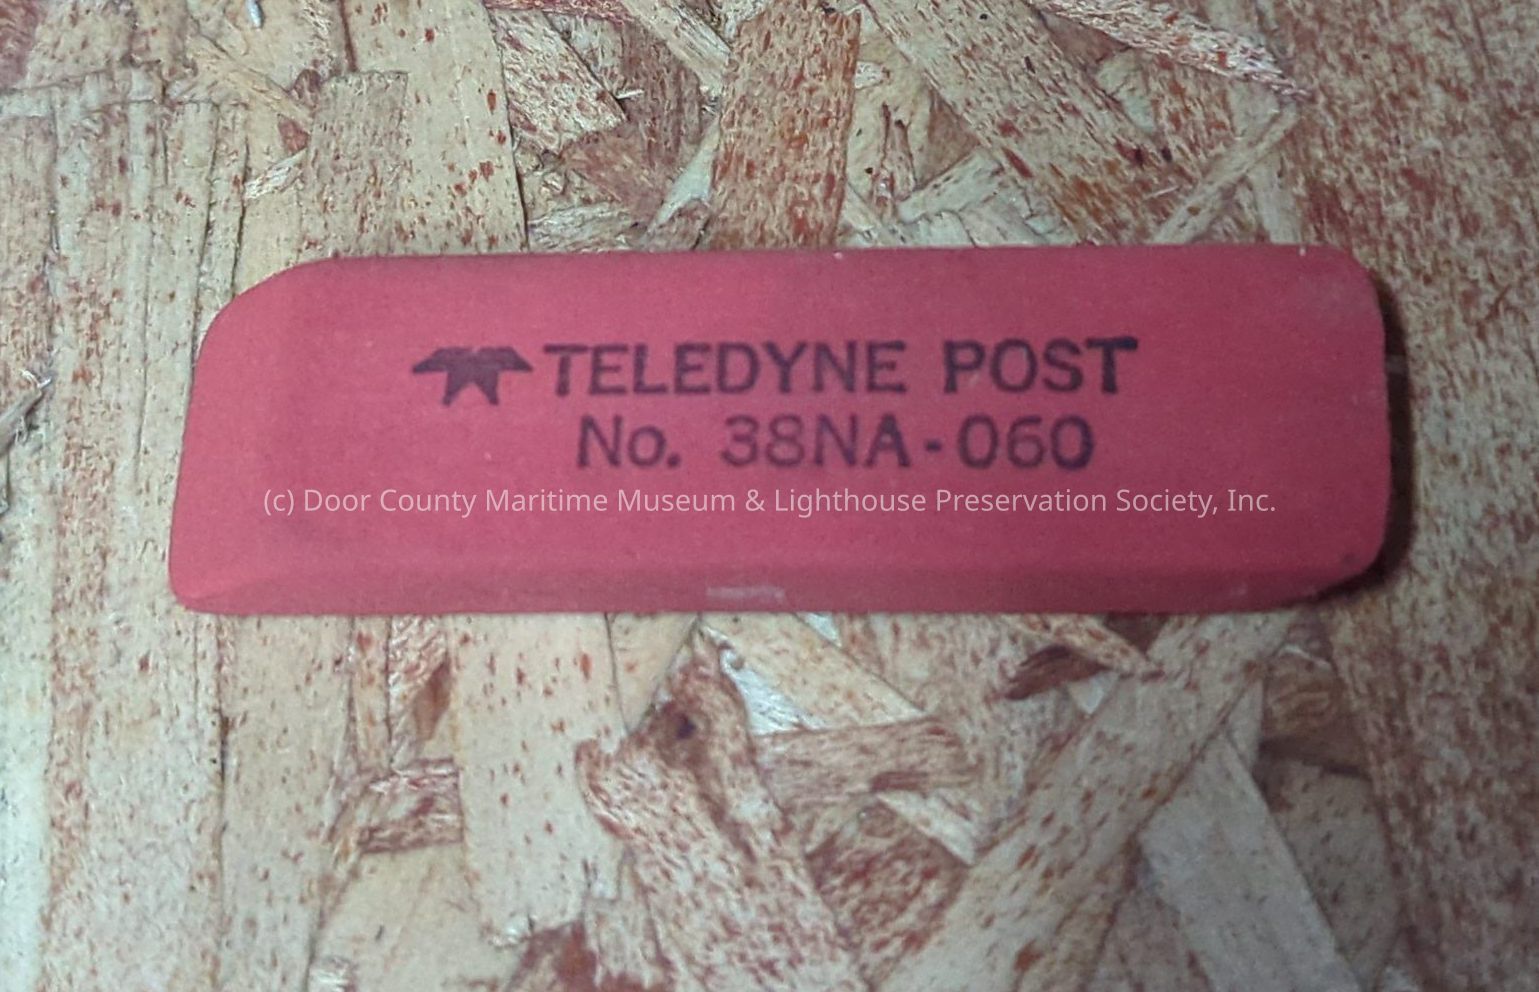 TELEDYNE POST
No. 38NA-060
(c) Door County Maritime Museum & Lighthouse Preservation Society, Inc.